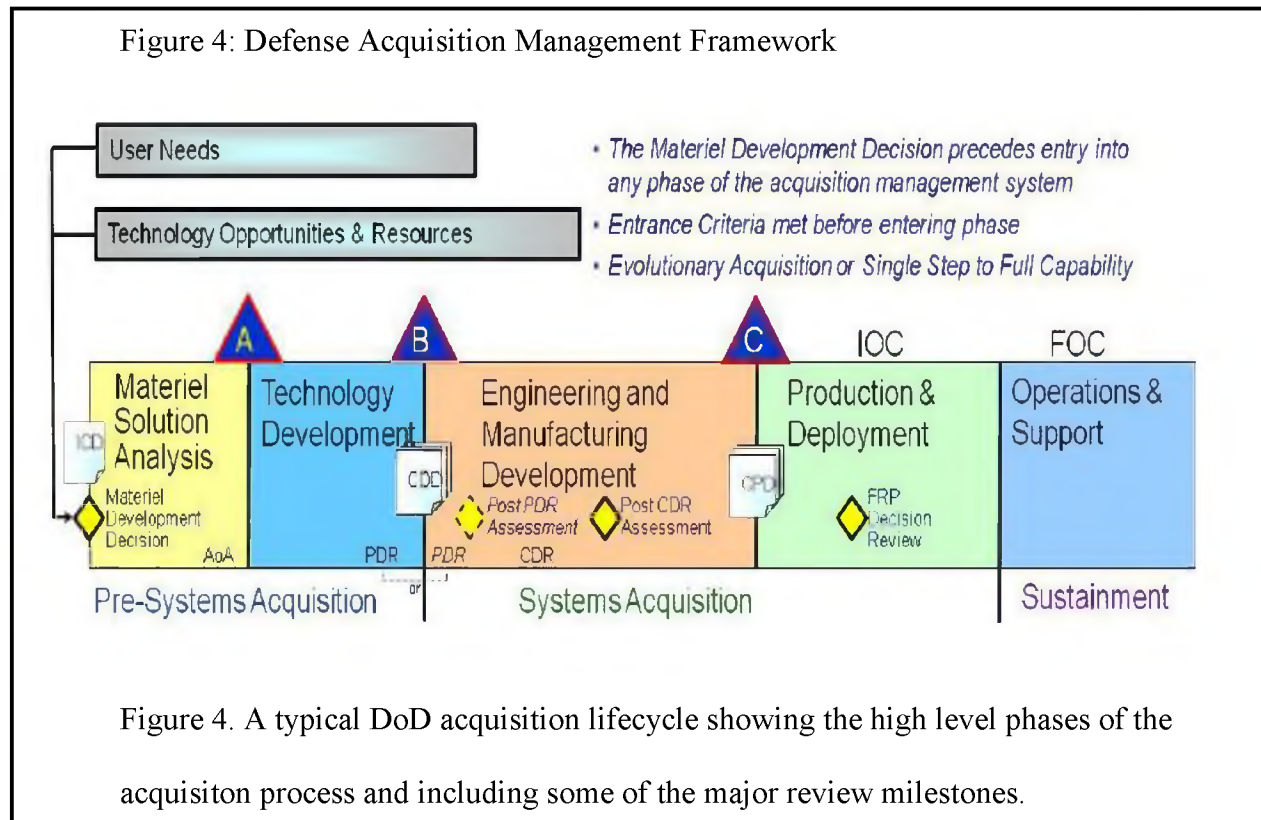 Figure 4: Defense Acquisition Management Framework
User Needs
Technology Opportunities & Resources
• The Materiel Development Decision precedes entry into
any phase of the acquisition management system
• Entrance Criteria met before entering phase
• Evolutionary Acquisition or Single Step to Full Capability
A
B
C
IOC
FOC
Materiel
Solution
Analysis
ICD
Materiel
Development
Decision
AoA
Technology
Development
CDD
PDR
or
PDR
Engineering and
Manufacturing
Development
Post PDR
Assessment
Post CDR
Assessment
CDR
CPD
Production &
Deployment
FRP
Decision
Review
Operations &
Support
Pre-Systems Acquisition
Systems Acquisition
Sustainment
Figure 4. A typical DoD acquisition lifecycle showing the high level phases of the
acquisiton process and including some of the major review milestones.